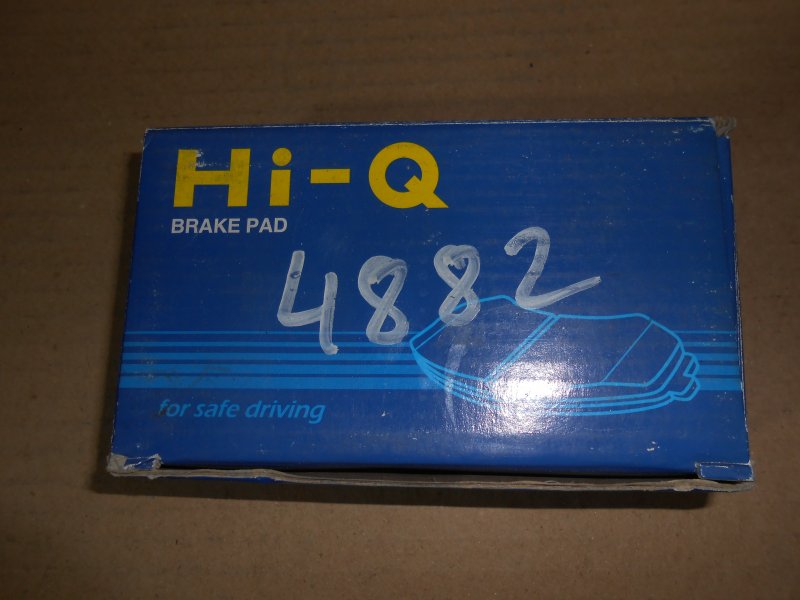 Hi-Q
BRAKE PAD
4882
for safe driving